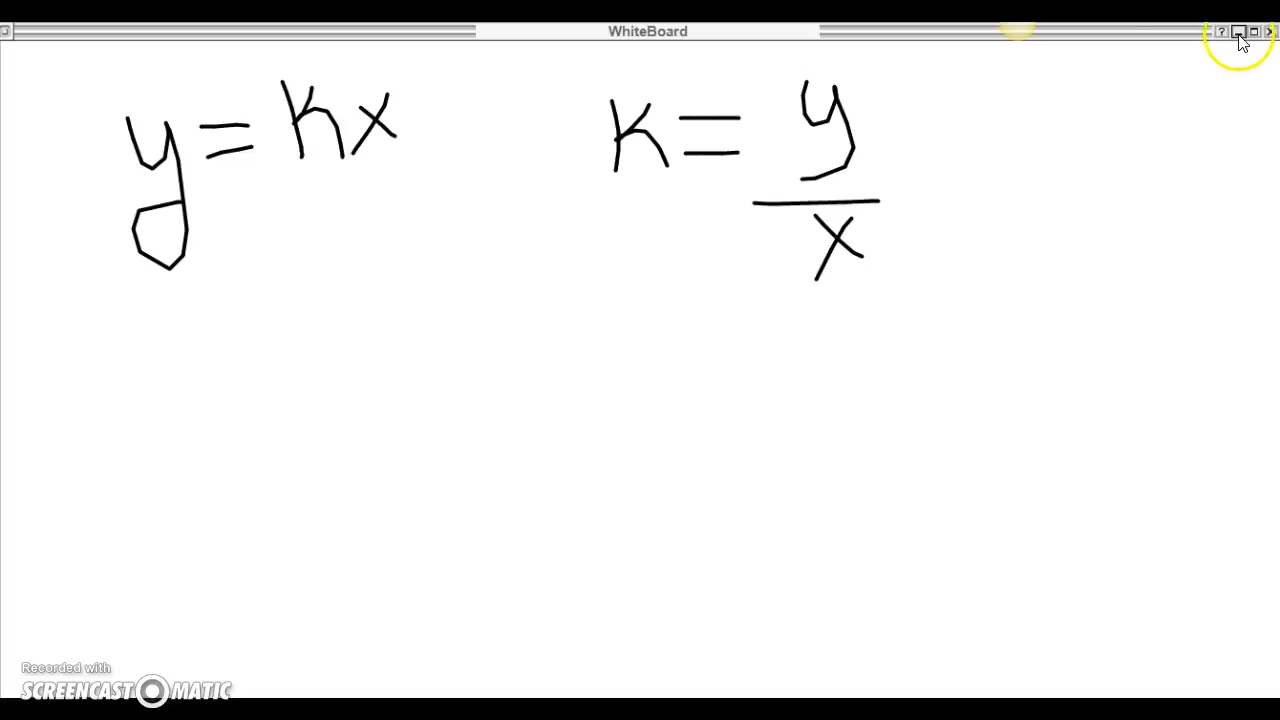 WhiteBoard
?
y = kx
k = y/x
Recorded with
SCREENCAST-O-MATIC